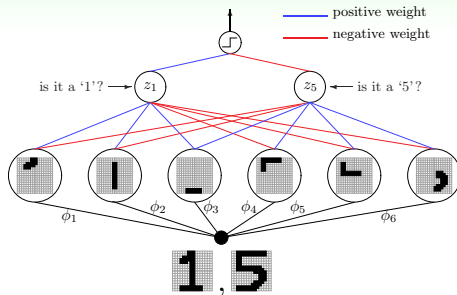 positive weight
negative weight
is it a ‘1’?
z1
z5
is it a ‘5’?
ϕ1
ϕ2
ϕ3
ϕ4
ϕ5
ϕ6
1 , 5